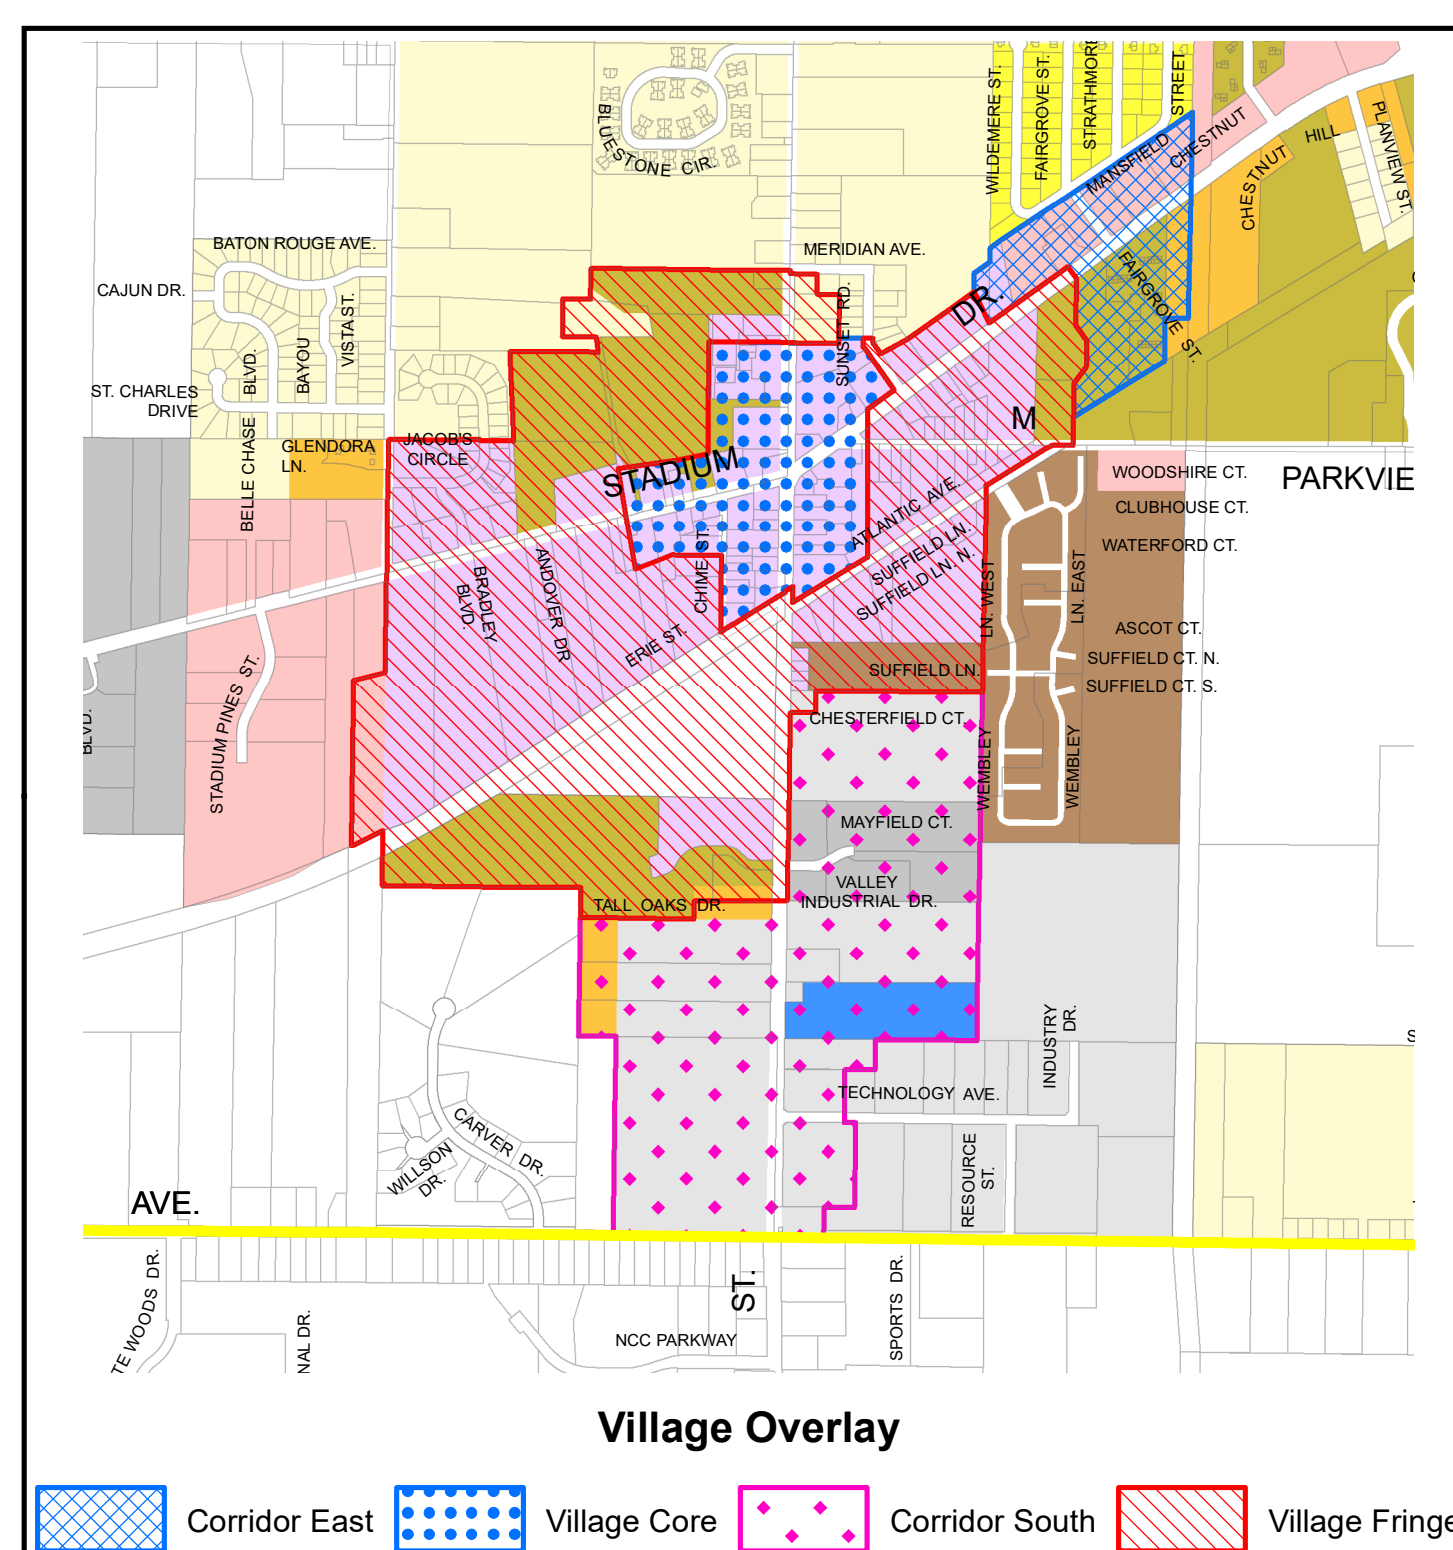 WILDEMERE ST.
FAIRGROVE ST.
STRATHMORE
STREET
BLUESTONE CIR.
MANSFIELD
CHESTNUT
CHESTNUT
HILL
PLANVIEW ST.
BATON ROUGE AVE.
MERIDIAN AVE.
CAJUN DR.
VISTA ST.
BAYOU
BLVD.
SUNSET RD.
DR.
FAIRGROVE ST.
ST. CHARLES
DRIVE
BELLE CHASE
GLENDORA
LN.
JACOB'S
CIRCLE
M
STADIUM
WOODSHIRE CT.
PARKVIE
CLUBHOUSE CT.
WATERFORD CT.
ATLANTIC AVE.
SUFFIELD LN.
SUFFIELD LN. N.
CHIME ST.
BRADLEY
BLVD.
ANDOVER DR
ERIE ST.
LN. WEST
LN. EAST
ASCOT CT.
SUFFIELD CT. N.
SUFFIELD LN.
SUFFIELD CT. S.
STADIUM PINES ST.
BLVD.
CHESTERFIELD CT.
WEMBLEY
WEMBLEY
MAYFIELD CT.
VALLEY
INDUSTRIAL DR.
TALL OAKS DR.
INDUSTRY
DR.
TECHNOLOGY AVE.
CARVER DR.
WILLSON
DR.
RESOURCE
ST.
AVE.
TE WOODS DR.
NAL DR.
ST.
NCC PARKWAY
SPORTS DR.
Village Overlay
Corridor East
Village Core
Corridor South
Village Fringe